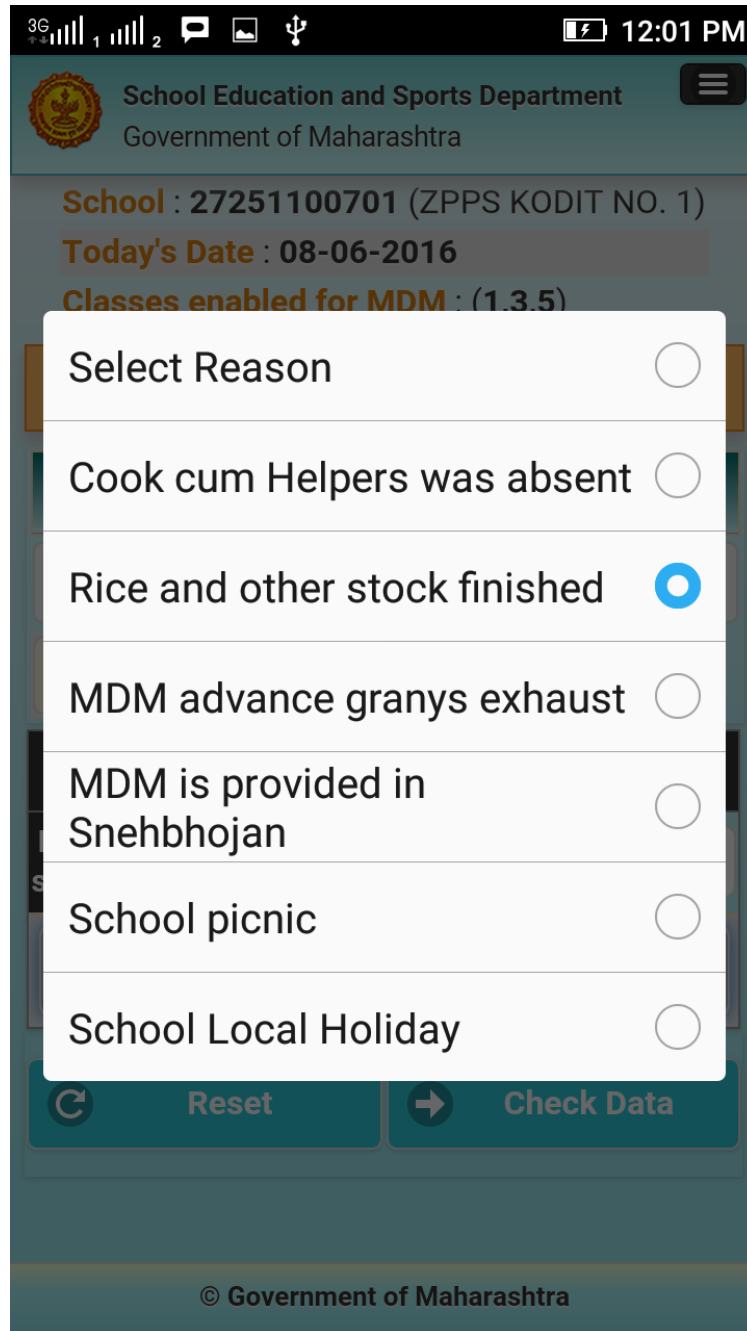 3G 1 2 12:01 PM
School Education and Sports Department
Government of Maharashtra
School : 27251100701 (ZPPS KODIT NO. 1)
Today's Date : 08-06-2016
Classes enabled for MDM : (1,3,5)
Select Reason
Cook cum Helpers was absent
Rice and other stock finished
MDM advance granys exhaust
MDM is provided in
Snehbhojan
School picnic
School Local Holiday
Reset Check Data
© Government of Maharashtra